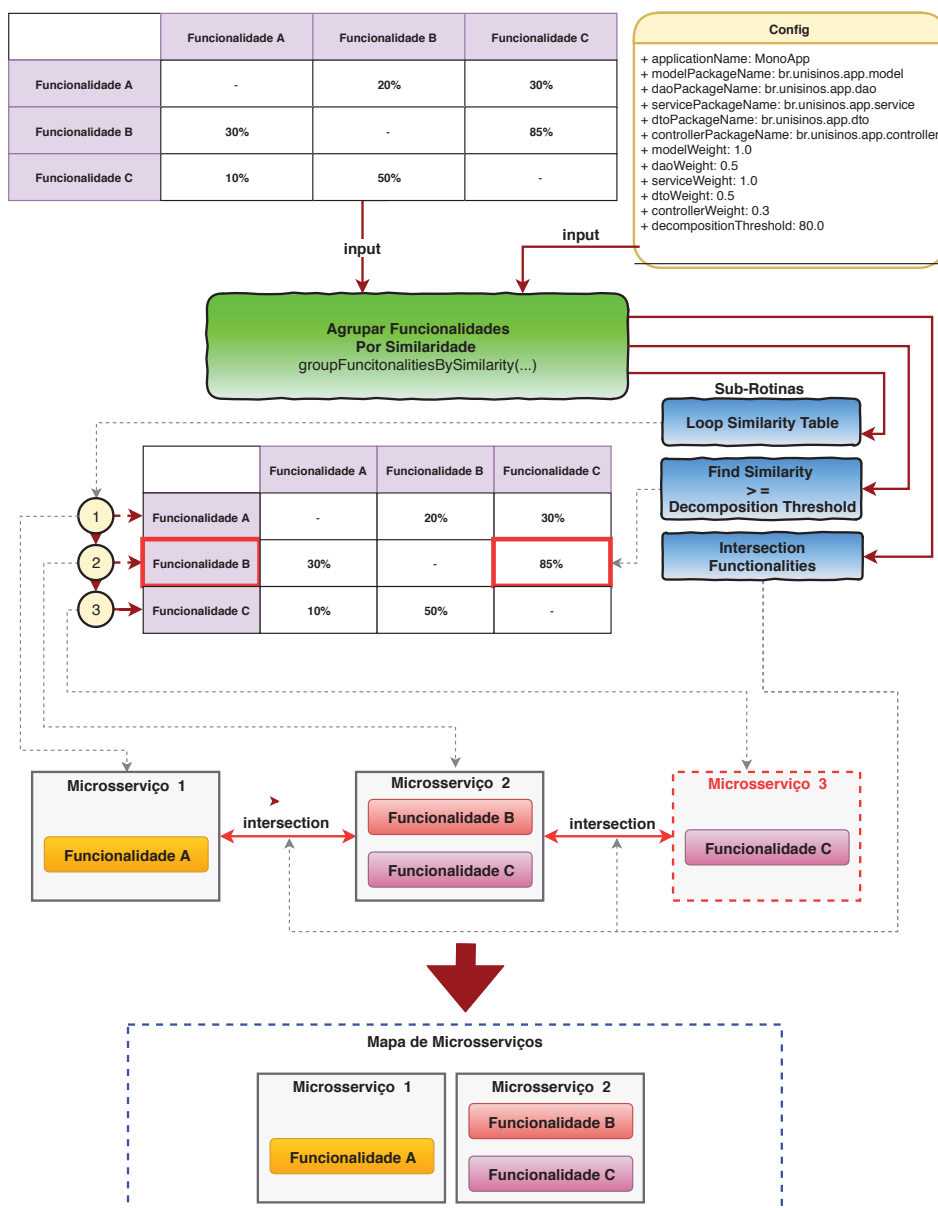 Funcionalidade A Funcionalidade B Funcionalidade C
Funcionalidade A - 20% 30%
Funcionalidade B 30% - 85%
Funcionalidade C 10% 50% -
Config
+ applicationName: MonoApp
+ modelPackageName: br.unisinos.app.model
+ daoPackageName: br.unisinos.app.dao
+ servicePackageName: br.unisinos.app.service
+ dtoPackageName: br.unisinos.app.dto
+ controllerPackageName: br.unisinos.app.controller
+ modelWeight: 1.0
+ daoWeight: 0.5
+ serviceWeight: 1.0
+ dtoWeight: 0.5
+ controllerWeight: 0.3
+ decompositionThreshold: 80.0
input
input
Agrupar Funcionalidades
Por Similaridade
groupFuncitonalitiesBySimilarity(...)
Sub-Rotinas
Loop Similarity Table
Find Similarity
> =
Decomposition Threshold
Intersection
Functionalities
Funcionalidade A Funcionalidade B Funcionalidade C
1 Funcionalidade A - 20% 30%
2 Funcionalidade B 30% - 85%
3 Funcionalidade C 10% 50% -
Microsserviço 1
Funcionalidade A
intersection
Microsserviço 2
Funcionalidade B
Funcionalidade C
intersection
Microsserviço 3
Funcionalidade C
Mapa de Microsserviços
Microsserviço 1
Funcionalidade A
Microsserviço 2
Funcionalidade B
Funcionalidade C